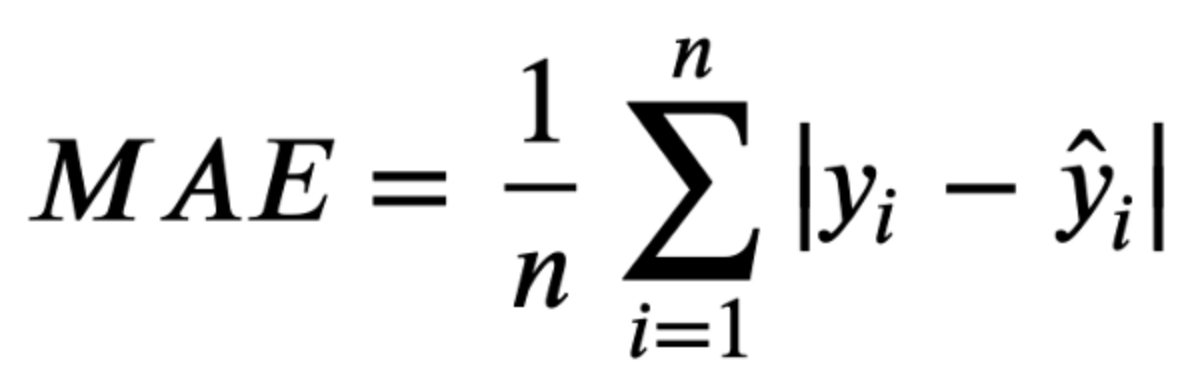 MAE = \frac{1}{n} \sum_{i=1}^{n} |y_i - \hat{y}_i|